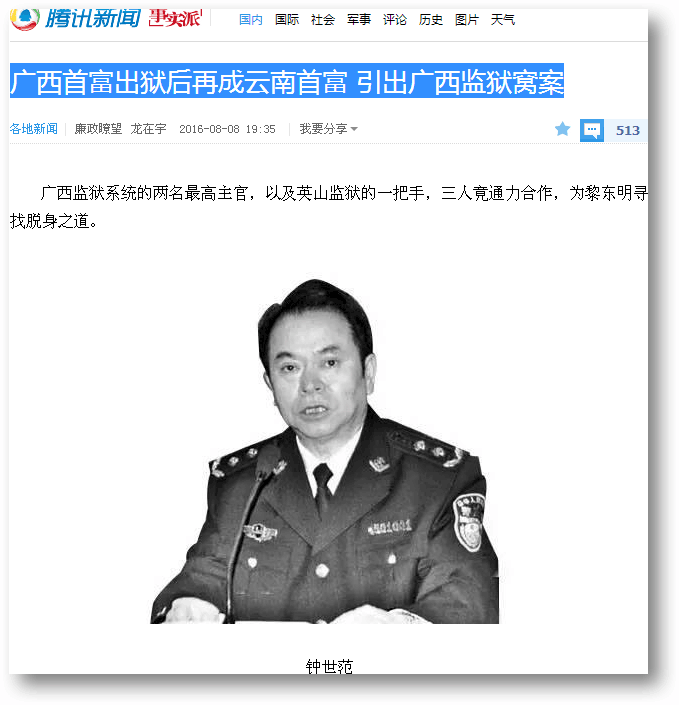 腾讯新闻 事实派 国内 国际 社会 军事 评论 历史 图片 天气
广西首富出狱后再成云南首富 引出广西监狱窝案
各地新闻 廉政瞭望 龙在宇 2016-08-08 19:35 我要分享 513
广西监狱系统的两名最高主官，以及英山监狱的一把手，三人竟通力合作，为黎东明寻
找脱身之道。
钟世范